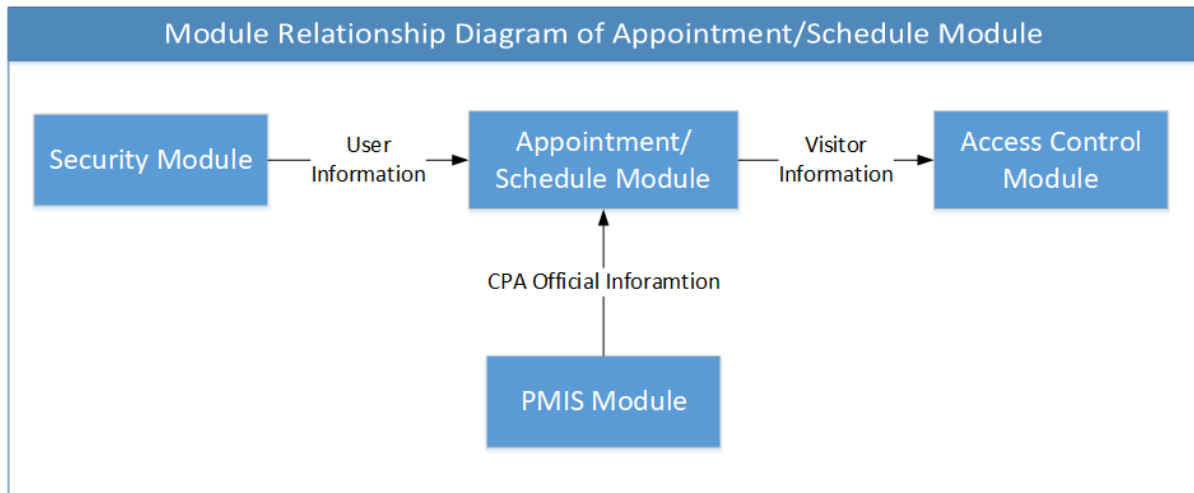 Module Relationship Diagram of Appointment/Schedule Module
Security Module
User
Information
Appointment/
Schedule Module
Visitor
Information
Access Control
Module
CPA Official Inforamtion
PMIS Module